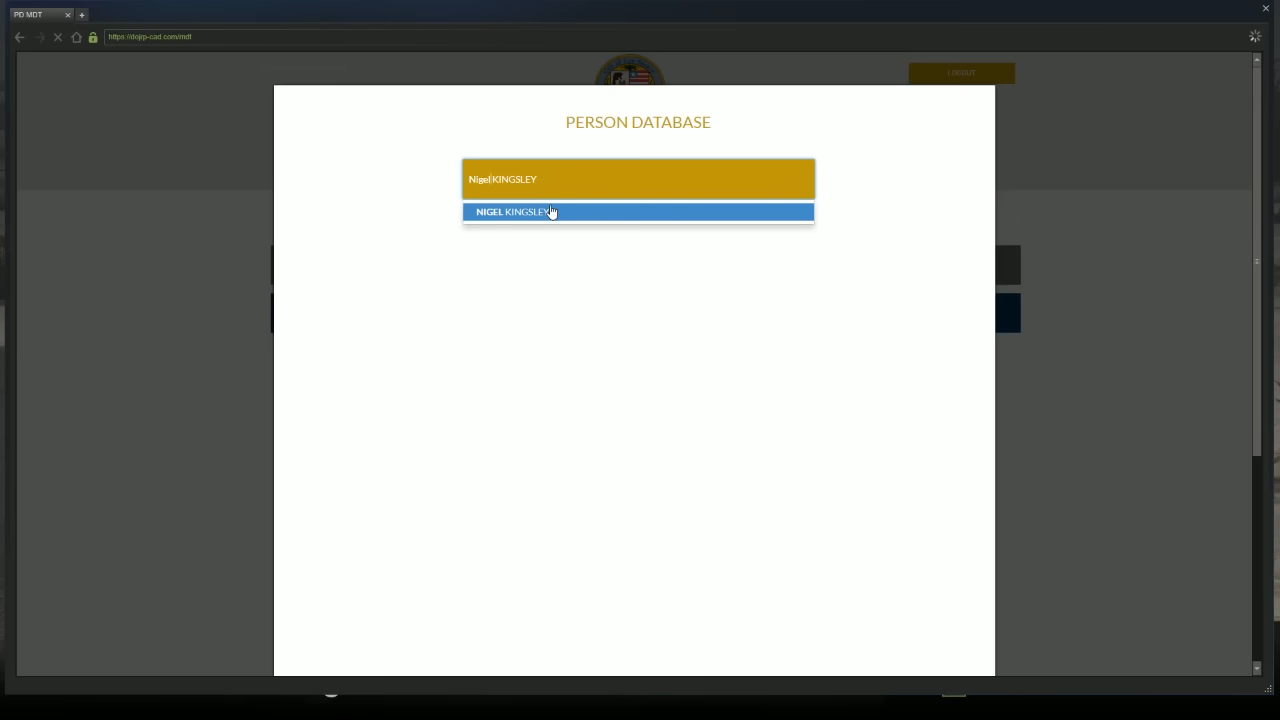 PD MDT
https://dojrp-cad.com/mdt
LOGOUT
PERSON DATABASE
Nigel KINGSLEY
NIGEL KINGSLEY